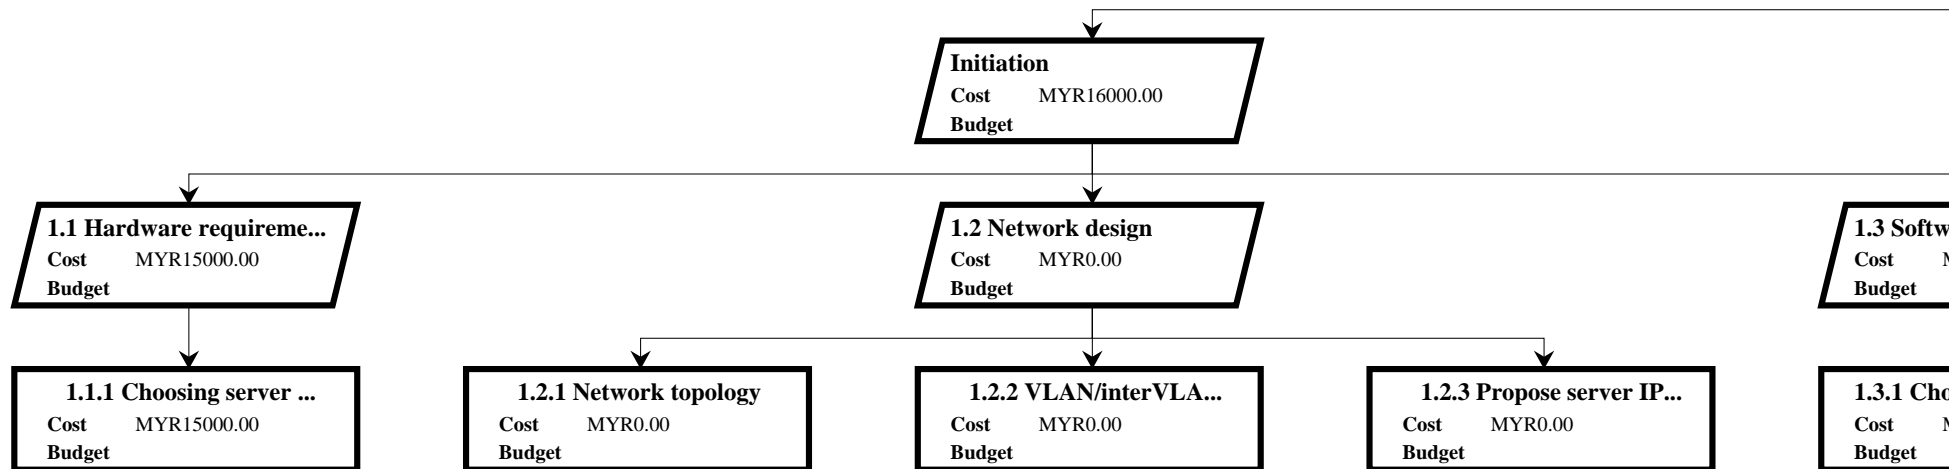 Initiation
Cost MYR16000.00
Budget
1.1 Hardware requireme...
Cost MYR15000.00
Budget
1.2 Network design
Cost MYR0.00
Budget
1.3 Softw
Cost
Budget
1.1.1 Choosing server ...
Cost MYR15000.00
Budget
1.2.1 Network topology
Cost MYR0.00
Budget
1.2.2 VLAN/interVLA...
Cost MYR0.00
Budget
1.2.3 Propose server IP...
Cost MYR0.00
Budget
1.3.1 Cho
Cost
Budget